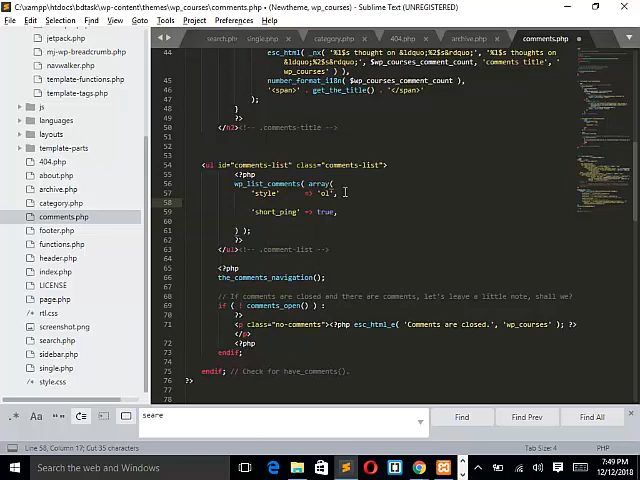 C:\xampp\htdocs\bdtask\wp-content\themes\wp_courses\comments.php • (Newtheme, wp_courses) - Sublime Text (UNREGISTERED)
File Edit Selection Find View Goto Tools Project Preferences Help
jetpack.php
mj-wp-breadcrumb.php
navwalker.php
template-functions.php
template-tags.php
js
languages
layouts
template-parts
404.php
about.php
archive.php
category.php
comments.php
footer.php
functions.php
header.php
index.php
LICENSE
page.php
rtl.css
screenshot.png
search.php
sidebar.php
single.php
style.css
search.ph single.php category.php 404.php archive.php comments.php
44 esc_html( _nx( '%1$s thought on &ldquo;%2$s&rdquo;', '%1$s thoughts on
&ldquo;%2$s&rdquo;', $wp_courses_comment_count, 'comments title', '
wp_courses' ) ),
45 number_format_i18n( $wp_courses_comment_count ),
46 '<span>' . get_the_title() . '</span>'
47 );
48 }
49 ?>
50 </h2><!-- .comments-title -->
51
52
53
54 <ul id="comments-list" class="comments-list">
55 <?php
56 wp_list_comments( array(
57 'style' => 'ol',
58
59 'short_ping' => true,
60
61 ) );
62 ?>
63 </ul><!-- .comment-list -->
64
65 <?php
66 the_comments_navigation();
67
68 // If comments are closed and there are comments, let's leave a little note, shall we?
69 if ( ! comments_open() ) :
70 ?>
71 <p class="no-comments"><?php esc_html_e( 'Comments are closed.', 'wp_courses' ); ?>
</p>
72 <?php
73 endif;
74
75 endif; // Check for have_comments().
76 ?>
77
78
.* Aa “”
seare
Find Find Prev Find All
Line 58, Column 17; Cut 35 characters Tab Size: 4 PHP
Search the web and Windows
7:49 PM
12/12/2018